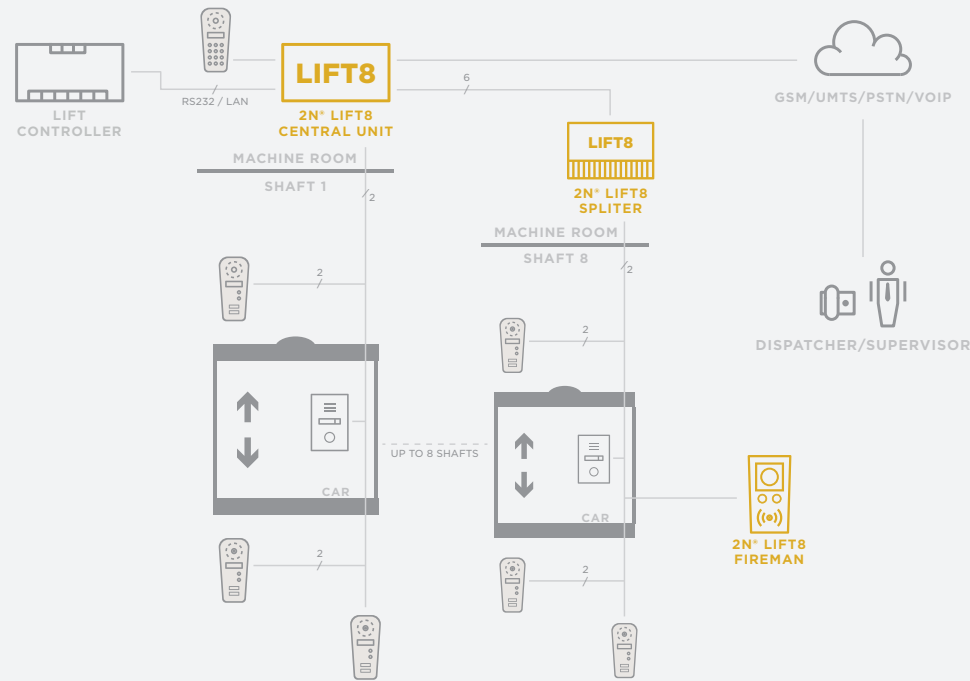 LIFT8
6
GSM/UMTS/PSTN/VOIP
RS232 / LAN
LIFT
CONTROLLER
2N® LIFT8
CENTRAL UNIT
LIFT8
MACHINE ROOM
SHAFT 1
2
2N® LIFT8
SPLITER
MACHINE ROOM
SHAFT 8
2
2
2
DISPATCHER/SUPERVISOR
UP TO 8 SHAFTS
CAR
CAR
2N® LIFT8
FIREMAN
2
2